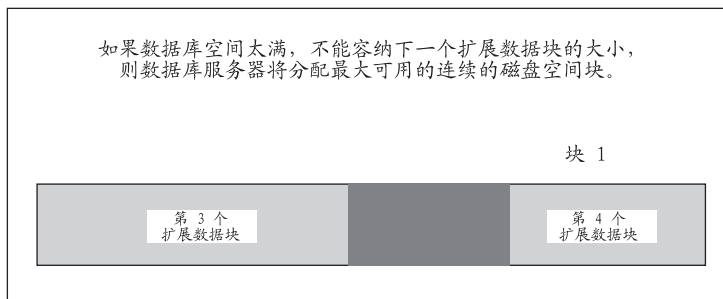 如果数据库空间太满，不能容纳下一个扩展数据块的大小，
则数据库服务器将分配最大可用的连续的磁盘空间块。
块 1
第 3 个
扩展数据块
第 4 个
扩展数据块